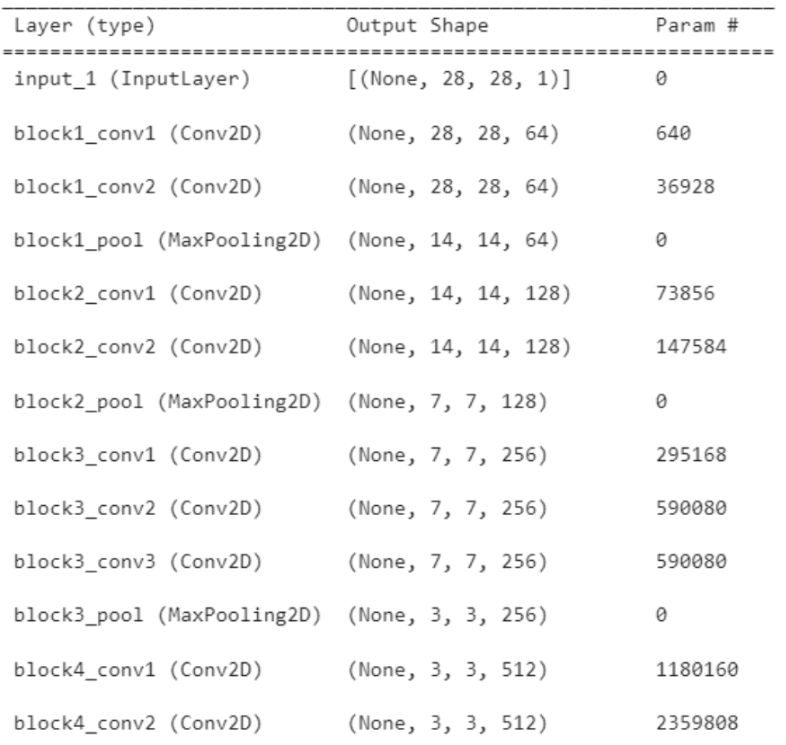 Layer (type) Output Shape Param #
=================================================================
input_1 (InputLayer) [(None, 28, 28, 1)] 0
block1_conv1 (Conv2D) (None, 28, 28, 64) 640
block1_conv2 (Conv2D) (None, 28, 28, 64) 36928
block1_pool (MaxPooling2D) (None, 14, 14, 64) 0
block2_conv1 (Conv2D) (None, 14, 14, 128) 73856
block2_conv2 (Conv2D) (None, 14, 14, 128) 147584
block2_pool (MaxPooling2D) (None, 7, 7, 128) 0
block3_conv1 (Conv2D) (None, 7, 7, 256) 295168
block3_conv2 (Conv2D) (None, 7, 7, 256) 590080
block3_conv3 (Conv2D) (None, 7, 7, 256) 590080
block3_pool (MaxPooling2D) (None, 3, 3, 256) 0
block4_conv1 (Conv2D) (None, 3, 3, 512) 1180160
block4_conv2 (Conv2D) (None, 3, 3, 512) 2359808